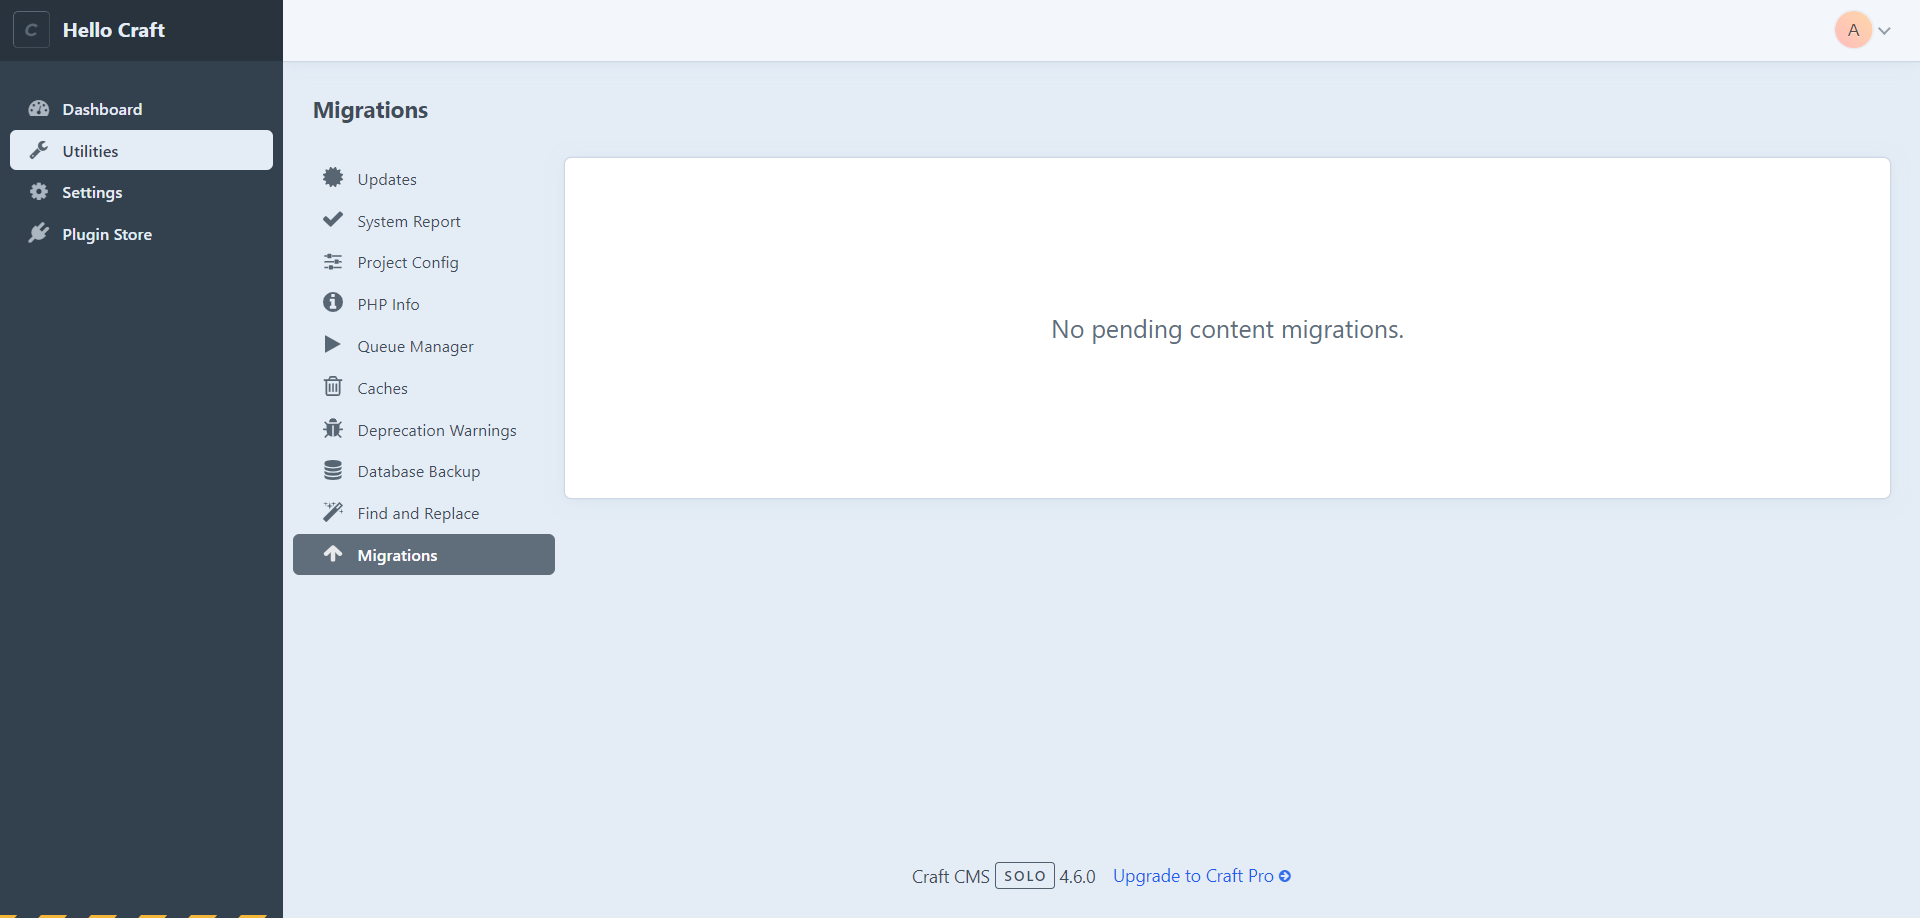 C Hello Craft
A
Dashboard
Utilities
Settings
Plugin Store
Migrations
Updates
System Report
Project Config
PHP Info
Queue Manager
Caches
Deprecation Warnings
Database Backup
Find and Replace
Migrations
No pending content migrations.
Craft CMS SOLO 4.6.0 Upgrade to Craft Pro